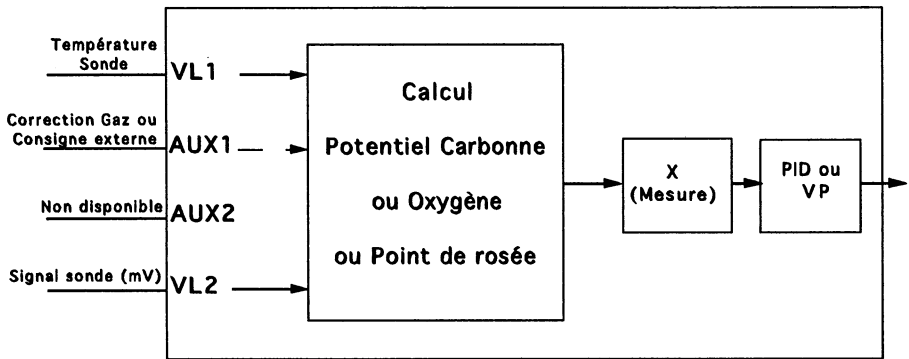 Température
Sonde
VL1
Correction Gaz ou
Consigne externe
AUX1
Non disponible
AUX2
Signal sonde (mV)
VL2
Calcul
Potentiel Carbonne
ou Oxygène
ou Point de rosée
X
(Mesure)
PID ou
VP